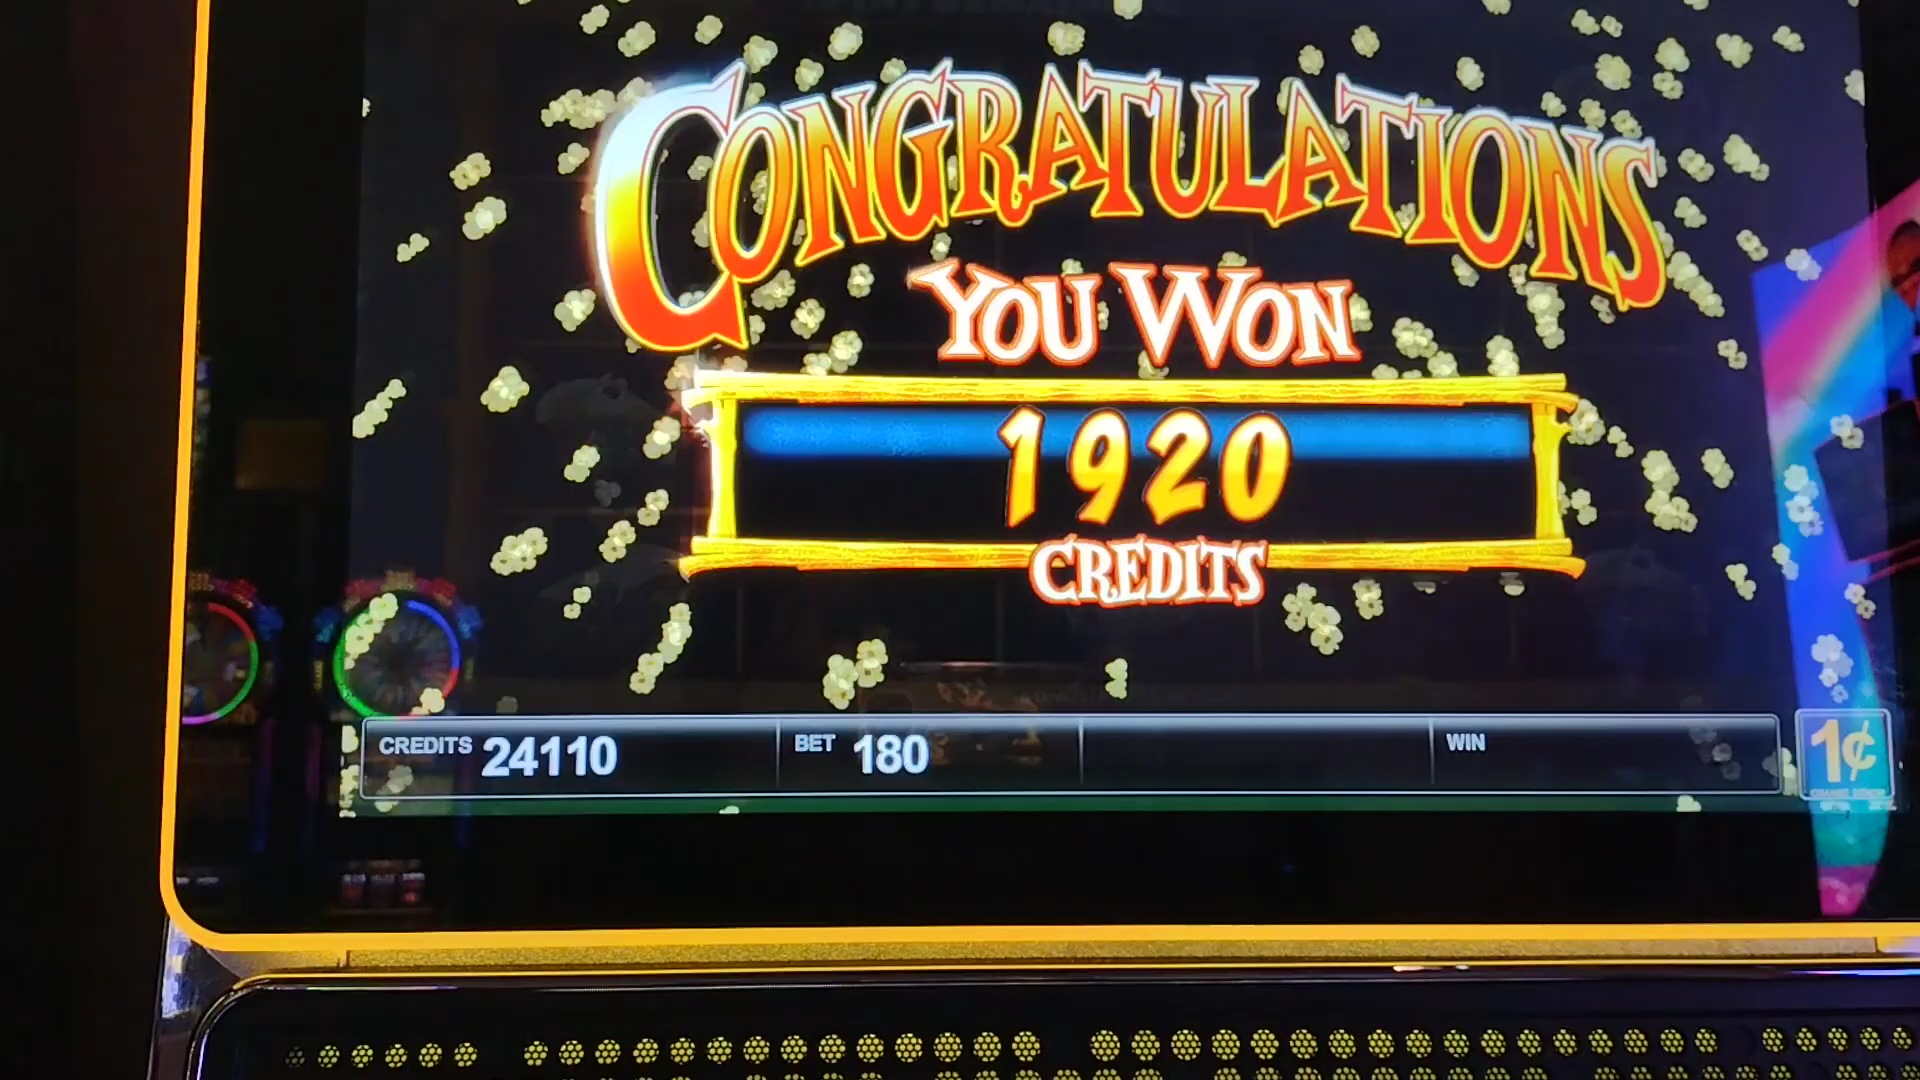 CONGRATULATIONS
YOU WON
1920
CREDITS
CREDITS 24110 BET 180 WIN 1¢